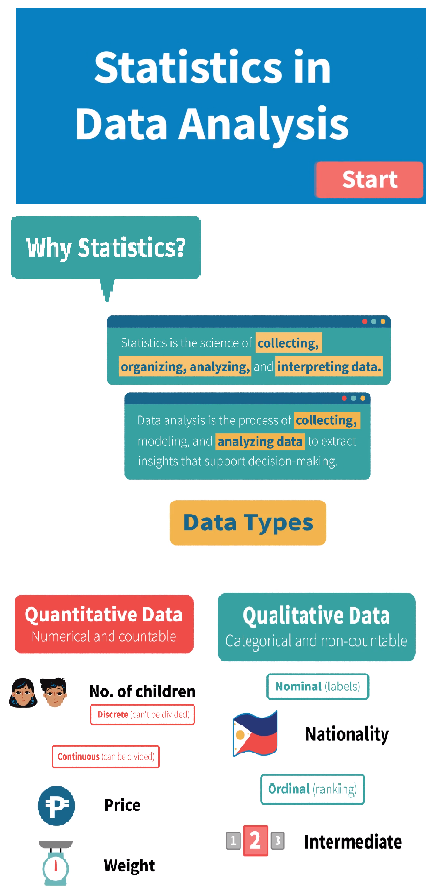 Statistics in
Data Analysis
Start
Why Statistics?
Statistics is the science of collecting,
organizing, analyzing, and interpreting data.
Data analysis is the process of collecting,
modeling, and analyzing data to extract
insights that support decision-making.
Data Types
Quantitative Data
Numerical and countable
No. of children
Discrete (can't be divided)
Continuous (can be divided)
Price
Weight
Qualitative Data
Categorical and non-countable
Nominal (labels)
Nationality
Ordinal (ranking)
1 2 3
Intermediate